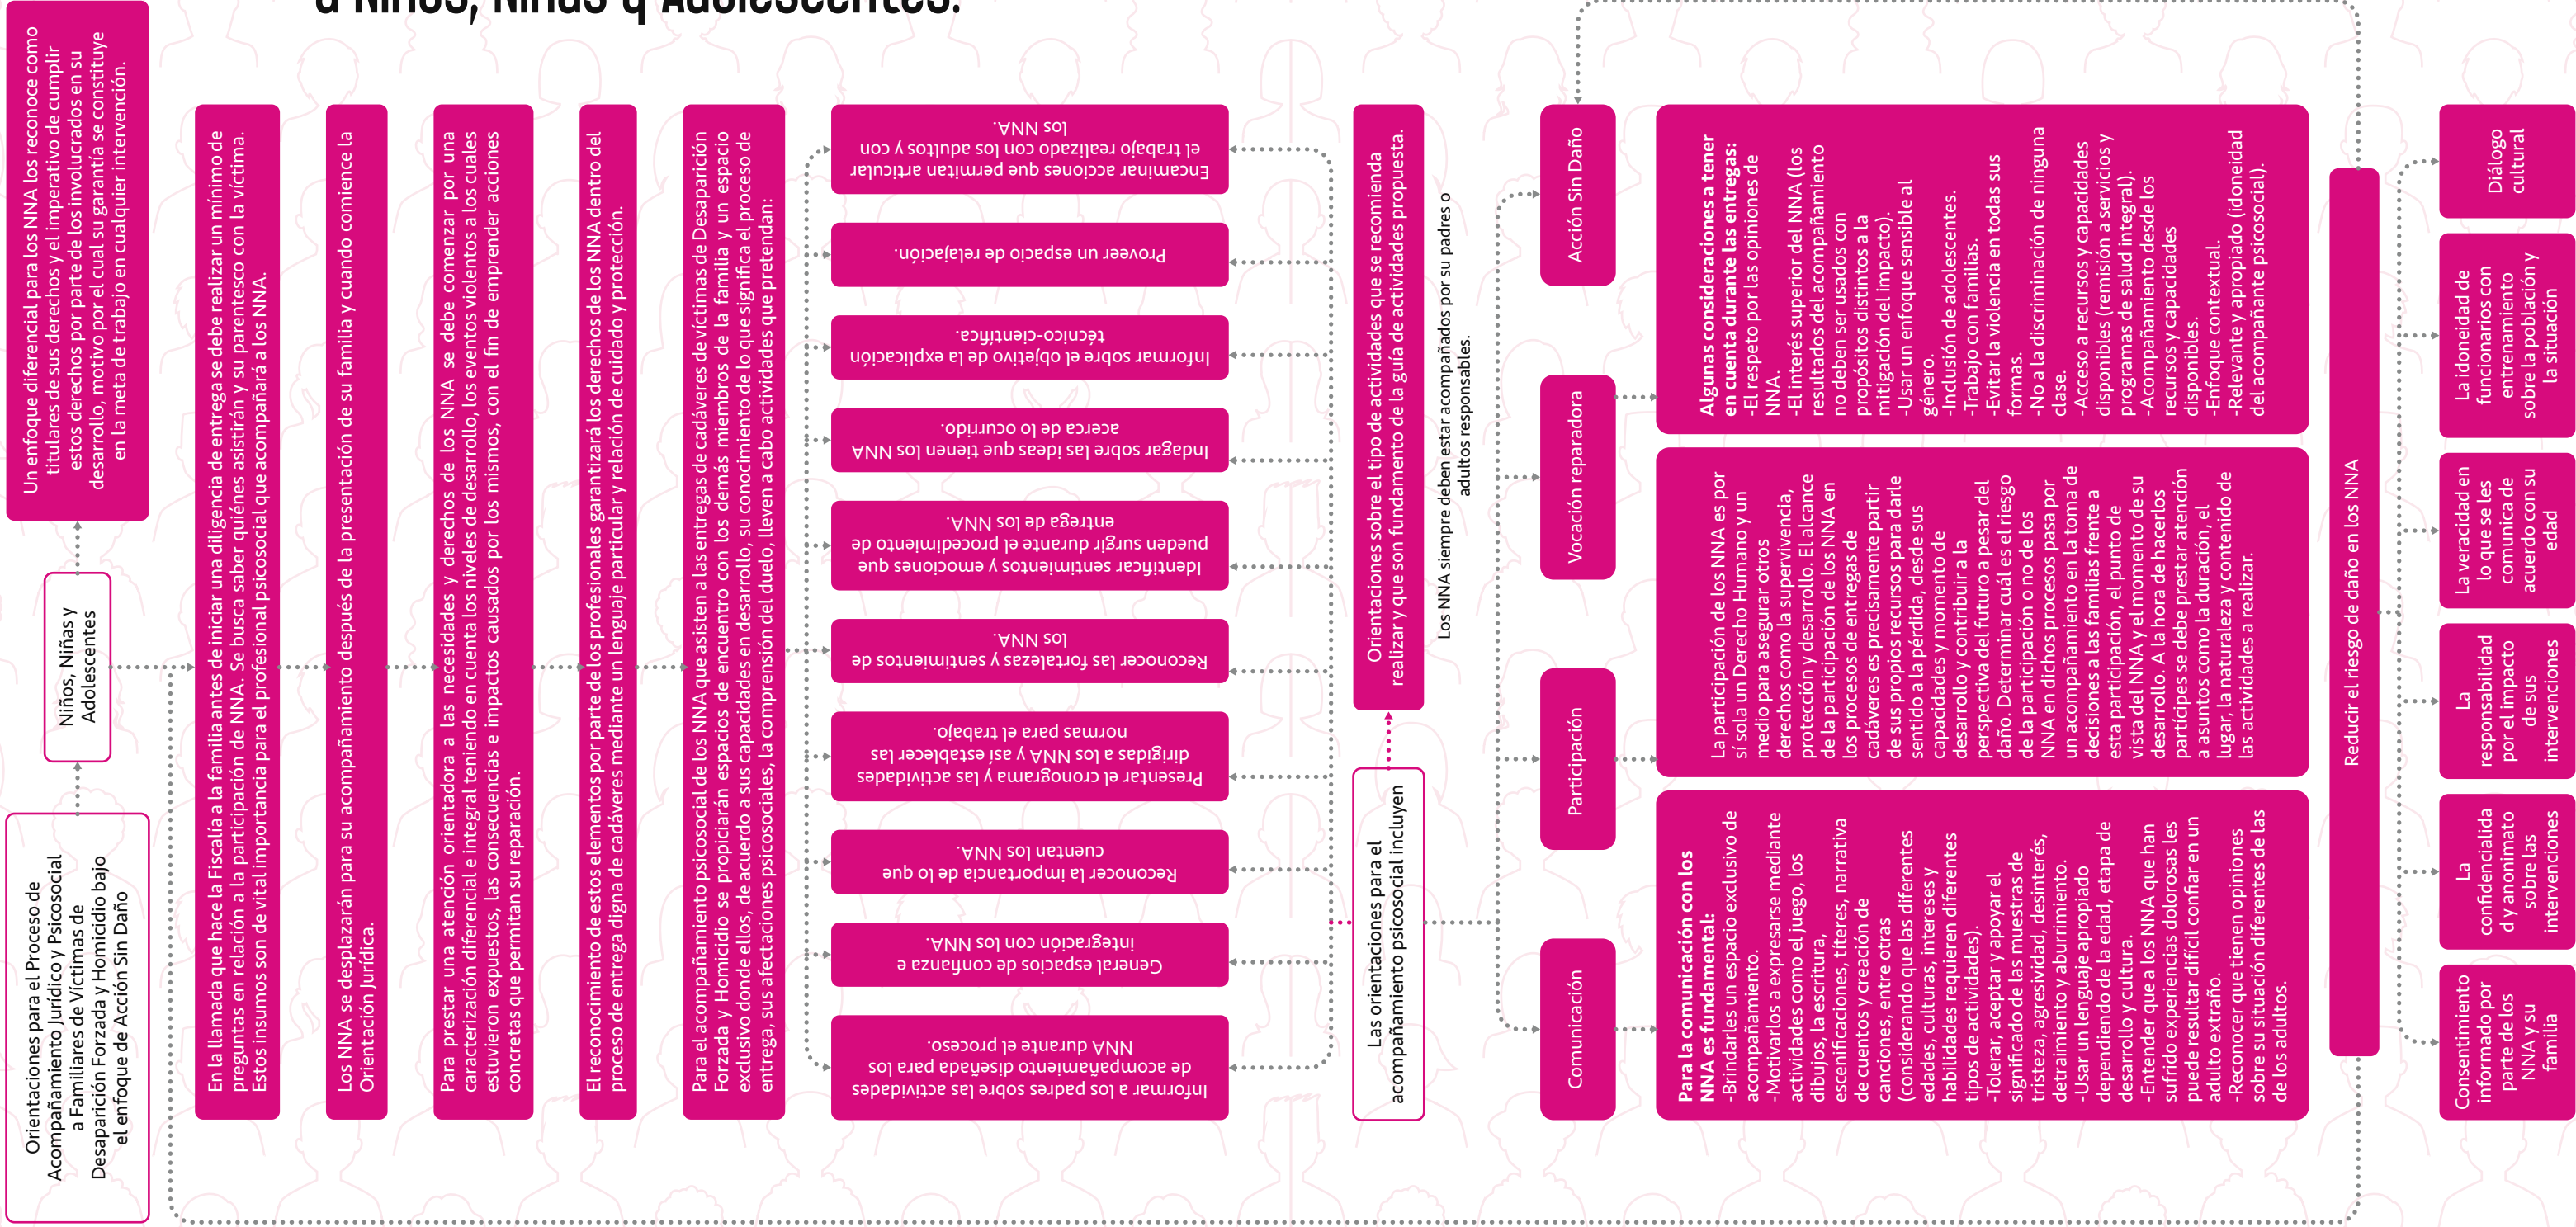 a Niños, Niñas y Adolescentes.
Orientaciones para el Proceso de
Acompañamiento Jurídico y Psicosocial
a Familiares de Víctimas de
Desaparición Forzada y Homicidio bajo
el enfoque de Acción Sin Daño
Niños, Niñas y
Adolescentes
Un enfoque diferencial para los NNA los reconoce como
titulares de sus derechos y el imperativo de cumplir
estos derechos por parte de los involucrados en su
desarrollo, motivo por el cual su garantía se constituye
en la meta de trabajo en cualquier intervención.
En la llamada que hace la Fiscalía a la familia antes de iniciar una diligencia de entrega se debe realizar un mínimo de
preguntas en relación a la participación de NNA. Se busca saber quiénes asistirán y su parentesco con la víctima.
Estos insumos son de vital importancia para el profesional psicosocial que acompañará a los NNA.
Los NNA se desplazarán para su acompañamiento después de la presentación de su familia y cuando comience la
Orientación Jurídica.
Para prestar una atención orientadora a las necesidades y derechos de los NNA se debe comenzar por una
caracterización diferencial e integral teniendo en cuenta los niveles de desarrollo, los eventos violentos a los cuales
estuvieron expuestos, las consecuencias e impactos causados por los mismos, con el fin de emprender acciones
concretas que permitan su reparación.
El reconocimiento de estos elementos por parte de los profesionales garantizará los derechos de los NNA dentro del
proceso de entrega digna de cadáveres mediante un lenguaje particular y relación de cuidado y protección.
Para el acompañamiento psicosocial de los NNA que asisten a las entregas de cadáveres de víctimas de Desaparición
Forzada y Homicidio se propiciarán espacios de encuentro con los demás miembros de la familia y un espacio
exclusivo donde ellos, de acuerdo a sus capacidades en desarrollo, su conocimiento de lo que significa el proceso de
entrega, sus afectaciones psicosociales, la comprensión del duelo, lleven a cabo actividades que pretendan:
Informar a los padres sobre las actividades
de acompañamiento diseñada para los
NNA durante el proceso.
General espacios de confianza e
integración con los NNA.
Reconocer la importancia de lo que
cuentan los NNA.
Presentar el cronograma y las actividades
dirigidas a los NNA y así establecer las
normas para el trabajo.
Reconocer las fortalezas y sentimientos de
los NNA.
Identificar sentimientos y emociones que
pueden surgir durante el procedimiento de
entrega de los NNA.
Indagar sobre las ideas que tienen los NNA
acerca de lo ocurrido.
Informar sobre el objetivo de la explicación
técnico-científica.
Proveer un espacio de relajación.
Encaminar acciones que permitan articular
el trabajo realizado con los adultos y con
los NNA.
Las orientaciones para el
acompañamiento psicosocial incluyen
Orientaciones sobre el tipo de actividades que se recomienda
realizar y que son fundamento de la guía de actividades propuesta.
Los NNA siempre deben estar acompañados por su padres o
adultos responsables.
Comunicación
Participación
Vocación reparadora
Acción Sin Daño
Para la comunicación con los
NNA es fundamental:
-Brindarles un espacio exclusivo de
acompañamiento.
-Motivarlos a expresarse mediante
actividades como el juego, los
dibujos, la escritura,
escenificaciones, títeres, narrativa
de cuentos y creación de
canciones, entre otras
(considerando que las diferentes
edades, culturas, intereses y
habilidades requieren diferentes
tipos de actividades).
-Tolerar, aceptar y apoyar el
significado de las muestras de
tristeza, agresividad, desinterés,
detraimiento y aburrimiento.
-Usar un lenguaje apropiado
dependiendo de la edad, etapa de
desarrollo y cultura.
-Entender que a los NNA que han
sufrido experiencias dolorosas les
puede resultar difícil confiar en un
adulto extraño.
-Reconocer que tienen opiniones
sobre su situación diferentes de las
de los adultos.
La participación de los NNA es por
sí sola un Derecho Humano y un
medio para asegurar otros
derechos como la supervivencia,
protección y desarrollo. El alcance
de la participación de los NNA en
los procesos de entregas de
cadáveres es precisamente partir
de sus propios recursos para darle
sentido a la pérdida, desde sus
capacidades y momento de
desarrollo y contribuir a la
perspectiva del futuro a pesar del
daño. Determinar cuál es el riesgo
de la participación o no de los
NNA en dichos procesos pasa por
un acompañamiento en la toma de
decisiones a las familias frente a
esta participación, el punto de
vista del NNA y el momento de su
desarrollo. A la hora de hacerlos
partícipes se debe prestar atención
a asuntos como la duración, el
lugar, la naturaleza y contenido de
las actividades a realizar.
Algunas consideraciones a tener
en cuenta durante las entregas:
-El respeto por las opiniones de
NNA.
-El interés superior del NNA (los
resultados del acompañamiento
no deben ser usados con
propósitos distintos a la
mitigación del impacto).
-Usar un enfoque sensible al
género.
-Inclusión de adolescentes.
-Trabajo con familias.
-Evitar la violencia en todas sus
formas.
-No a la discriminación de ninguna
clase.
-Acceso a recursos y capacidades
disponibles (remisión a servicios y
programas de salud integral).
-Acompañamiento desde los
recursos y capacidades
disponibles.
-Enfoque contextual.
-Relevante y apropiado (idoneidad
del acompañante psicosocial).
Reducir el riesgo de daño en los NNA
Consentimiento
informado por
parte de los
NNA y su
familia
La
confidencialida
d y anonimato
sobre las
intervenciones
La
responsabilidad
por el impacto
de sus
intervenciones
La veracidad en
lo que se les
comunica de
acuerdo con su
edad
La idoneidad de
funcionarios con
entrenamiento
sobre la población y
la situación
Diálogo
cultural